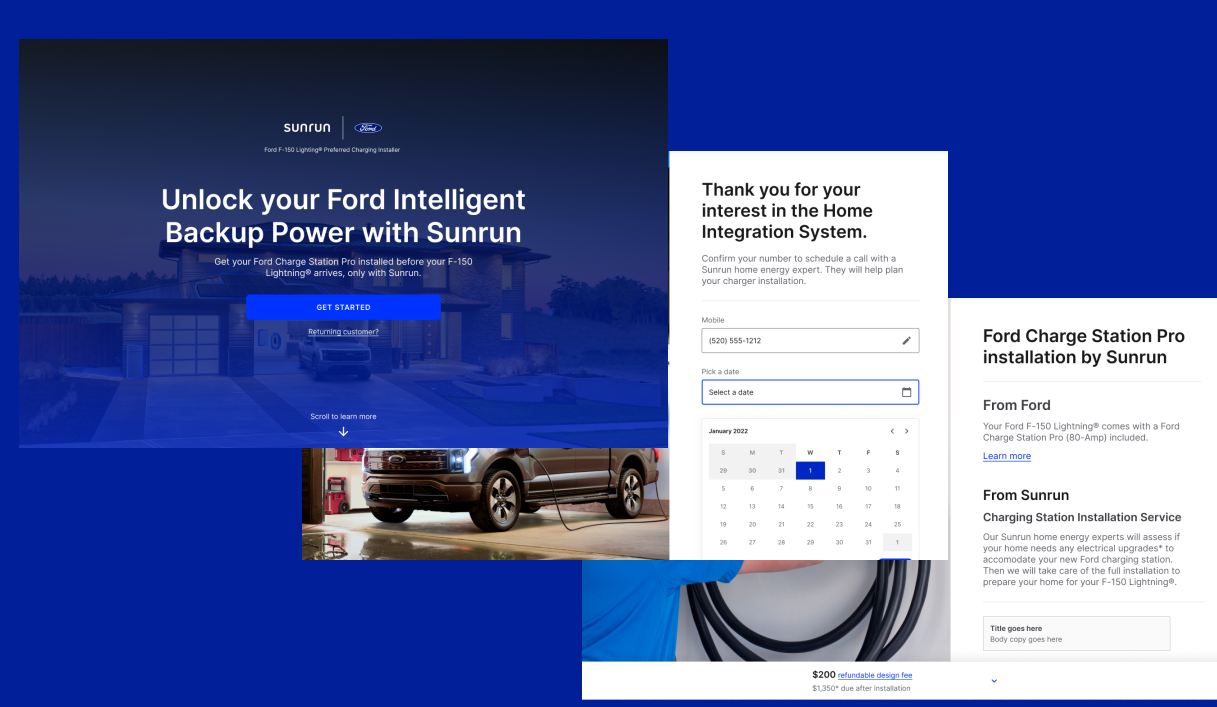 sunrun
Ford
Ford F-150 Lighting® Preferred Charging Installer
Unlock your Ford Intelligent
Backup Power with Sunrun
Get your Ford Charge Station Pro installed before your F-150
Lightning® arrives, only with Sunrun.
GET STARTED
Returning customer?
Scroll to learn more
Thank you for your
interest in the Home
Integration System.
Confirm your number to schedule a call with a
Sunrun home energy expert. They will help plan
your charger installation.
Mobile
(520) 555-1212
Pick a date
Select a date
January 2022
S M T W T F S
29 30 31 1 2 3 4
5 6 7 8 9 10 11
12 13 14 15 16 17 18
19 20 21 22 23 24 25
26 27 28 29 30 31 1
Ford Charge Station Pro
installation by Sunrun
From Ford
Your Ford F-150 Lightning® comes with a Ford
Charge Station Pro (80-Amp) included.
Learn more
From Sunrun
Charging Station Installation Service
Our Sunrun home energy experts will assess if
your home needs any electrical upgrades* to
accomodate your new Ford charging station.
Then we will take care of the full installation to
prepare your home for your F-150 Lightning®.
Title goes here
Body copy goes here
$200 refundable design fee
$1,350* due after installation